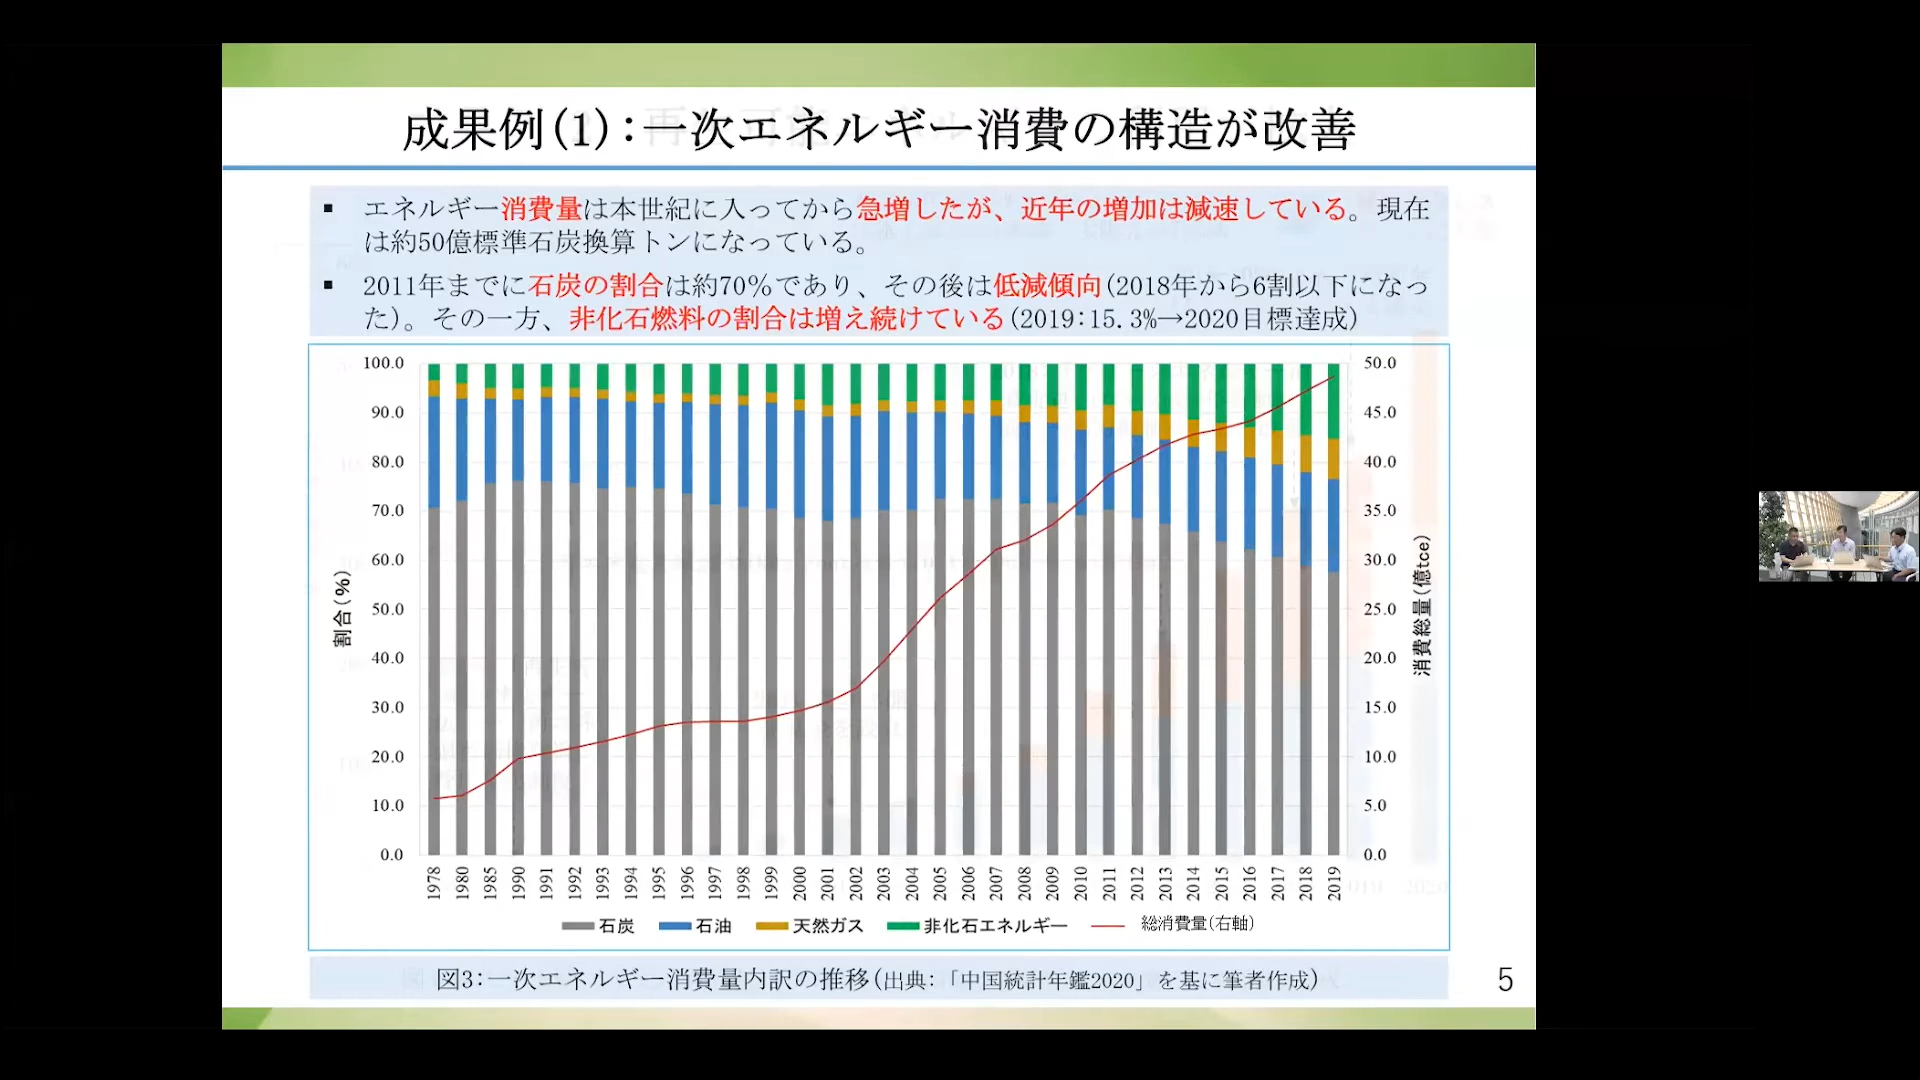 成果例(1):一次エネルギー消費の構造が改善
▪ エネルギー消費量は本世紀に入ってから急増したが、近年の増加は減速している。現在
は約50億標準石炭換算トンになっている。
▪ 2011年までに石炭の割合は約70%であり、その後は低減傾向(2018年から6割以下になっ
た)。その一方、非化石燃料の割合は増え続けている(2019:15.3%→2020目標達成)
100.0
90.0
80.0
70.0
60.0
50.0
40.0
30.0
20.0
10.0
0.0
割合(%)
50.0
45.0
40.0
35.0
30.0
25.0
20.0
15.0
10.0
5.0
0.0
消費総量(億tce)
1978 1980 1985 1990 1991 1992 1993 1994 1995 1996 1997 1998 1999 2000 2001 2002 2003 2004 2005 2006 2007 2008 2009 2010 2011 2012 2013 2014 2015 2016 2017 2018 2019
石炭 石油 天然ガス 非化石エネルギー 総消費量(右軸)
図3:一次エネルギー消費量内訳の推移(出典:「中国統計年鑑2020」を基に筆者作成)
5